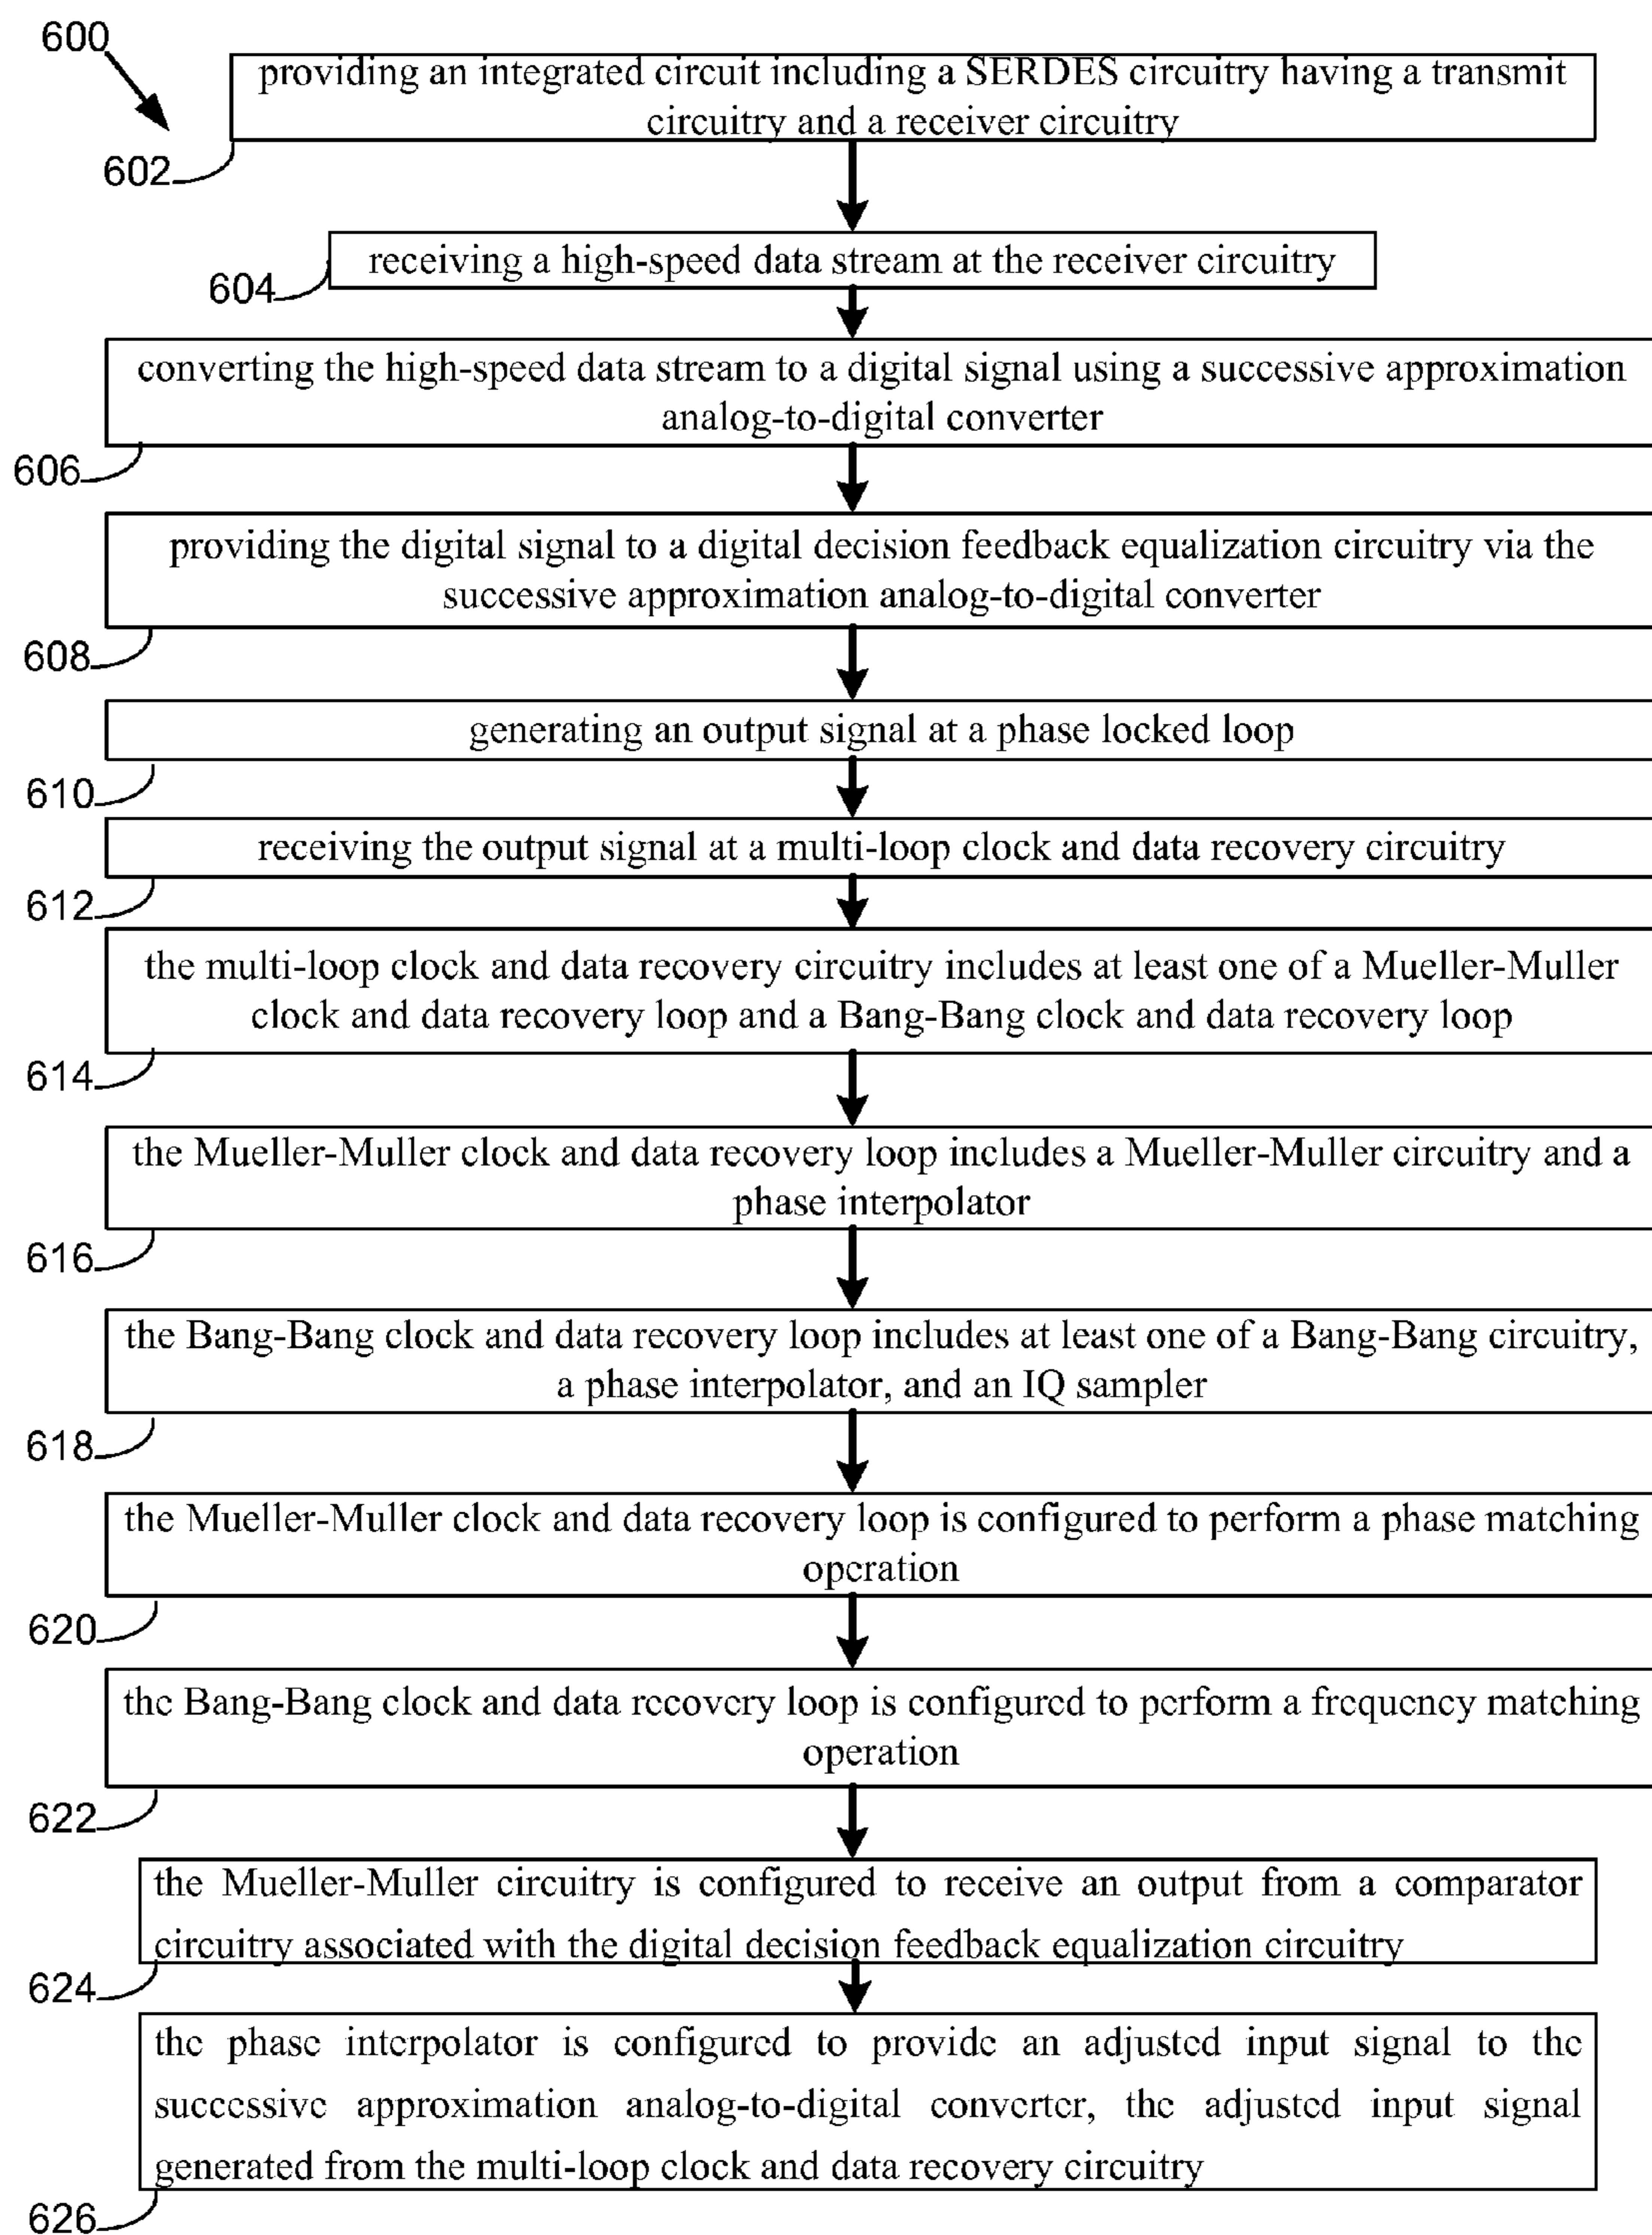 600
providing an integrated circuit including a SERDES circuitry having a transmit
circuitry and a receiver circuitry
602
receiving a high-speed data stream at the receiver circuitry
604
converting the high-speed data stream to a digital signal using a successive approximation
analog-to-digital converter
606
providing the digital signal to a digital decision feedback equalization circuitry via the
successive approximation analog-to-digital converter
608
generating an output signal at a phase locked loop
610
receiving the output signal at a multi-loop clock and data recovery circuitry
612
the multi-loop clock and data recovery circuitry includes at least one of a Mueller-Muller
clock and data recovery loop and a Bang-Bang clock and data recovery loop
614
the Mueller-Muller clock and data recovery loop includes a Mueller-Muller circuitry and a
phase interpolator
616
the Bang-Bang clock and data recovery loop includes at least one of a Bang-Bang circuitry,
a phase interpolator, and an IQ sampler
618
the Mueller-Muller clock and data recovery loop is configured to perform a phase matching
operation
620
the Bang-Bang clock and data recovery loop is configured to perform a frequency matching
operation
622
the Mueller-Muller circuitry is configured to receive an output from a comparator
circuitry associated with the digital decision feedback equalization circuitry
624
the phase interpolator is configured to provide an adjusted input signal to the
successive approximation analog-to-digital converter, the adjusted input signal
generated from the multi-loop clock and data recovery circuitry
626